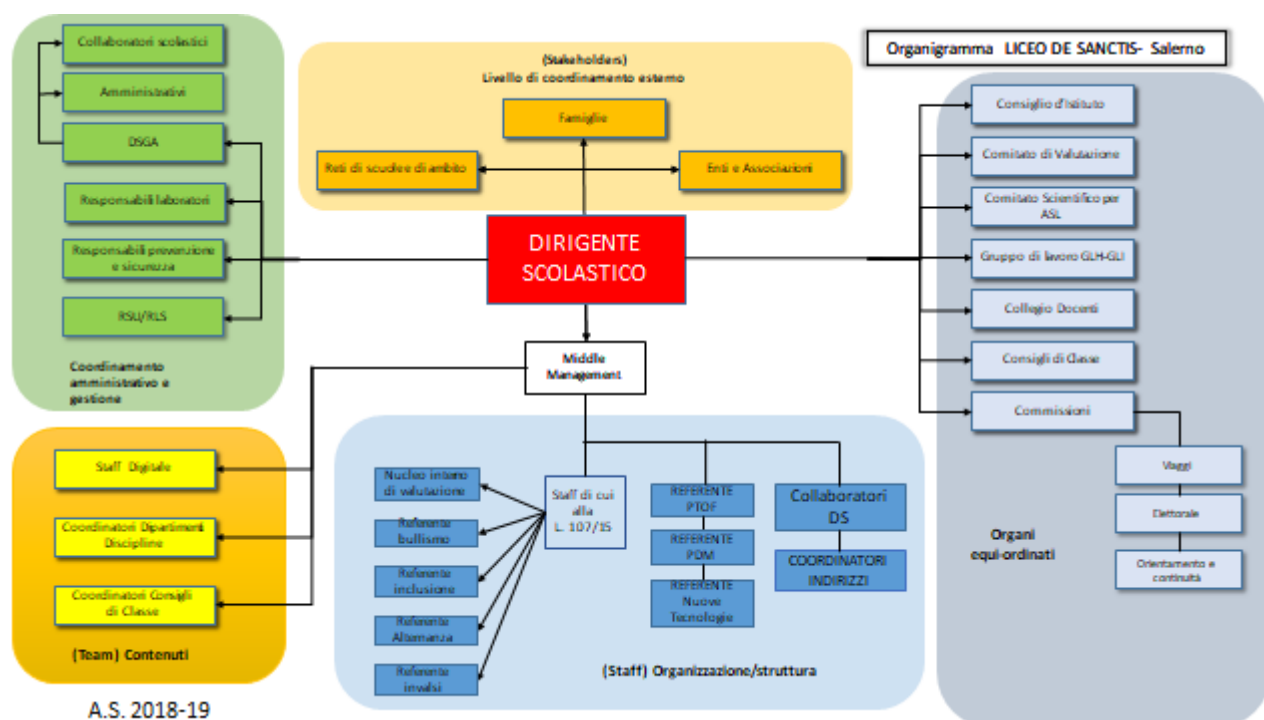 Organigramma LICEO DE SANCTIS- Salerno
Collaboratori scolastici
Amministrativi
DSGA
Responsabili laboratori
Responsabili prevenzione
e sicurezza
RSU/RLS
Coordinamento
amministrativo e
gestione
(Stakeholders)
Livello di coordinamento esterno
Famiglie
Reti di scuole e di ambito
Enti e Associazioni
DIRIGENTE
SCOLASTICO
Middle
Management
Consiglio d'Istituto
Comitato di Valutazione
Comitato Scientifico per
ASL
Gruppo di lavoro GLH-GLI
Collegio Docenti
Consigli di Classe
Commissioni
Viaggi
Elettorale
Orientamento e
continuità
Organi
equi-ordinati
Staff Digitale
Coordinatori Dipartimenti
Discipline
Coordinatori Consigli
di Classe
(Team) Contenuti
Nucleo interno
di valutazione
Referente
bullismo
Referente
inclusione
Referente
Alternanza
Referente
invalsi
Staff di cui
alla
L. 107/15
REFERENTE
PTOF
REFERENTE
PDM
REFERENTE
Nuove
Tecnologie
Collaboratori
DS
COORDINATORI
INDIRIZZI
(Staff) Organizzazione/struttura
A.S. 2018-19